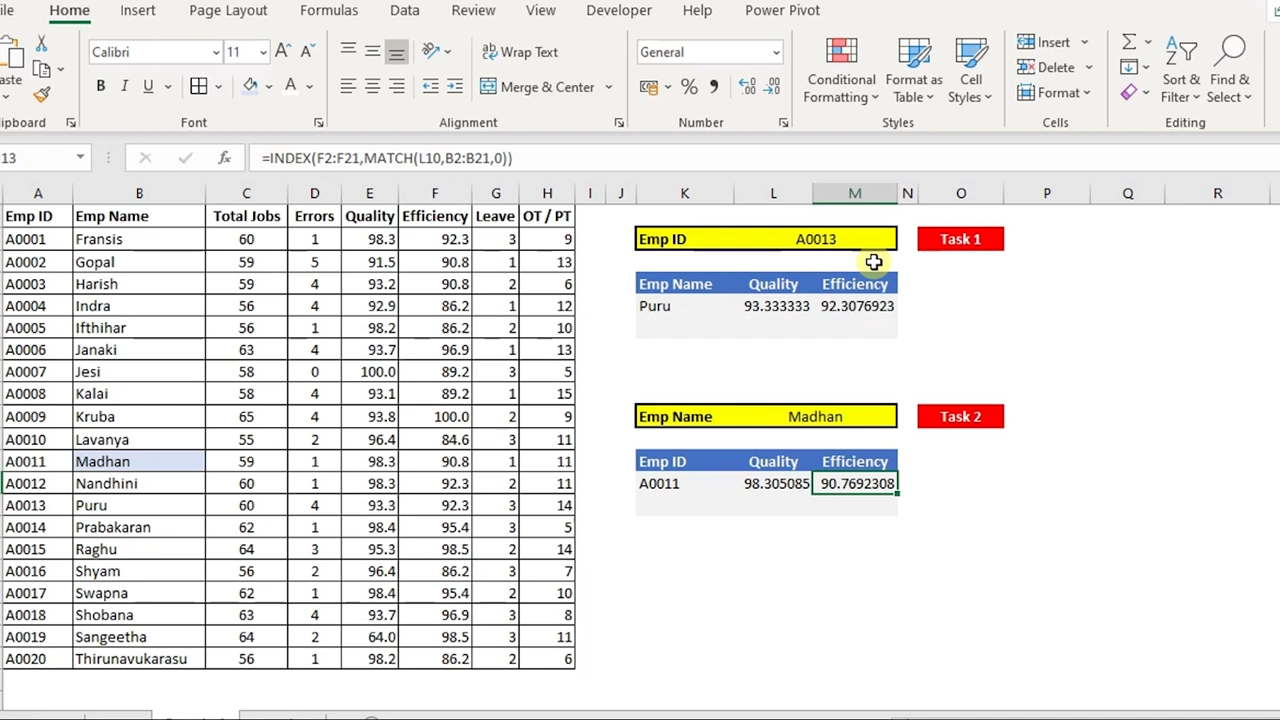 ile Home Insert Page Layout Formulas Data Review View Developer Help Power Pivot
Calibri 11 Wrap Text General Insert
aste B I U Merge & Center % Conditional Formatting Format as Table Cell Styles Delete Format Sort & Filter Find & Select
lipboard Font Alignment Number Styles Cells Editing
13 fx =INDEX(F2:F21,MATCH(L10,B2:B21,0))
A B C D E F G H I J K L M N O P Q R
Emp ID Emp Name Total Jobs Errors Quality Efficiency Leave OT / PT
A0001 Fransis 60 1 98.3 92.3 3 9 Emp ID A0013 Task 1
A0002 Gopal 59 5 91.5 90.8 1 13
A0003 Harish 59 4 93.2 90.8 2 6 Emp Name Quality Efficiency
A0004 Indra 56 4 92.9 86.2 1 12 Puru 93.333333 92.3076923
A0005 Ifthihar 56 1 98.2 86.2 2 10
A0006 Janaki 63 4 93.7 96.9 1 13
A0007 Jesi 58 0 100.0 89.2 3 5
A0008 Kalai 58 4 93.1 89.2 1 15
A0009 Kruba 65 4 93.8 100.0 2 9 Emp Name Madhan Task 2
A0010 Lavanya 55 2 96.4 84.6 3 11
A0011 Madhan 59 1 98.3 90.8 1 11 Emp ID Quality Efficiency
A0012 Nandhini 60 1 98.3 92.3 2 11 A0011 98.305085 90.7692308
A0013 Puru 60 4 93.3 92.3 3 14
A0014 Prabakaran 62 1 98.4 95.4 3 5
A0015 Raghu 64 3 95.3 98.5 2 14
A0016 Shyam 56 2 96.4 86.2 3 7
A0017 Swapna 62 1 98.4 95.4 2 10
A0018 Shobana 63 4 93.7 96.9 3 8
A0019 Sangeetha 64 2 64.0 98.5 3 11
A0020 Thirunavukarasu 56 1 98.2 86.2 2 6